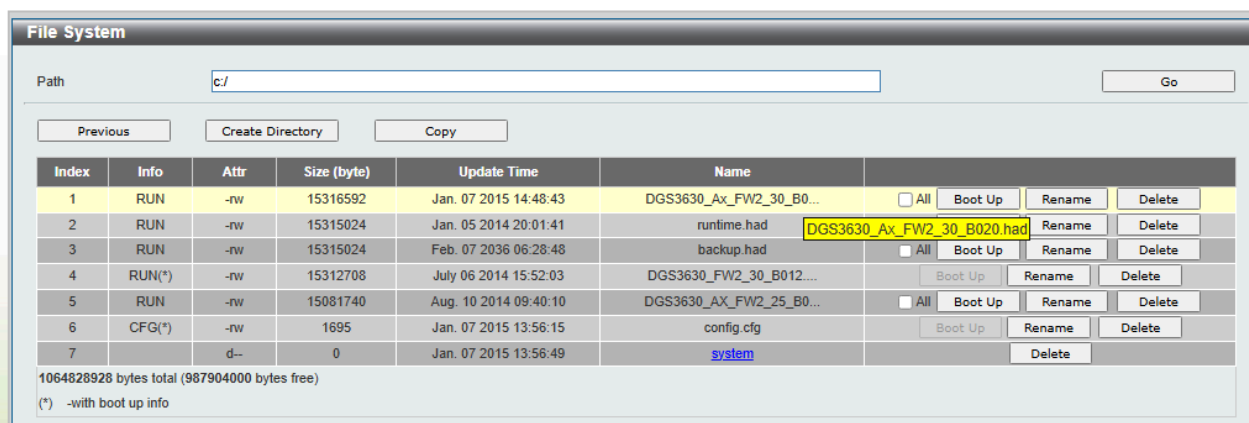 File System
Path c:/ Go
Previous Create Directory Copy
Index Info Attr Size (byte) Update Time Name
1 RUN -rw 15316592 Jan. 07 2015 14:48:43 DGS3630_Ax_FW2_30_B0... All Boot Up Rename Delete
2 RUN -rw 15315024 Jan. 05 2014 20:01:41 runtime.had DGS3630_Ax_FW2_30_B020.had Rename Delete
3 RUN -rw 15315024 Feb. 07 2036 06:28:48 backup.had All Boot Up Rename Delete
4 RUN(*) -rw 15312708 July 06 2014 15:52:03 DGS3630_FW2_30_B012.... Boot Up Rename Delete
5 RUN -rw 15081740 Aug. 10 2014 09:40:10 DGS3630_AX_FW2_25_B0... All Boot Up Rename Delete
6 CFG(*) -rw 1695 Jan. 07 2015 13:56:15 config.cfg Boot Up Rename Delete
7 d-- 0 Jan. 07 2015 13:56:49 system Delete
1064828928 bytes total (987904000 bytes free)
(*) -with boot up info